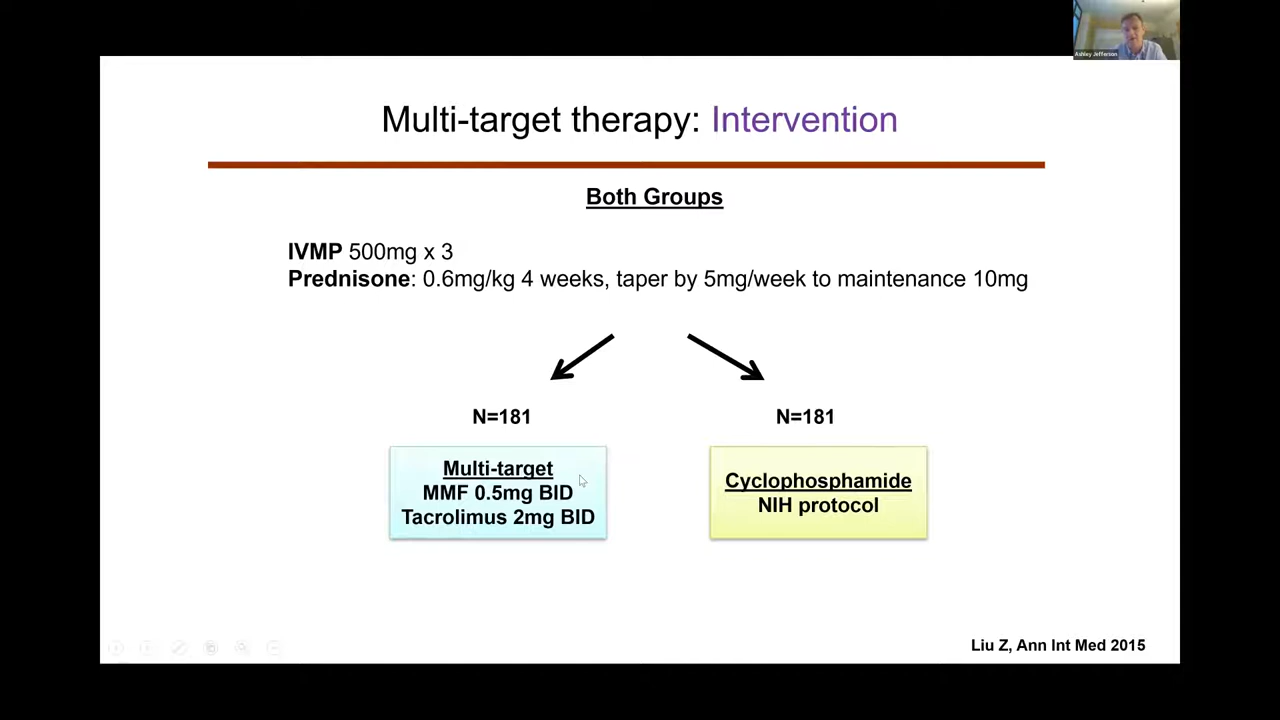 Ashley Jefferson
Multi-target therapy: Intervention
Both Groups
IVMP 500mg x 3
Prednisone: 0.6mg/kg 4 weeks, taper by 5mg/week to maintenance 10mg
N=181
N=181
Multi-target
MMF 0.5mg BID
Tacrolimus 2mg BID
Cyclophosphamide
NIH protocol
Liu Z, Ann Int Med 2015